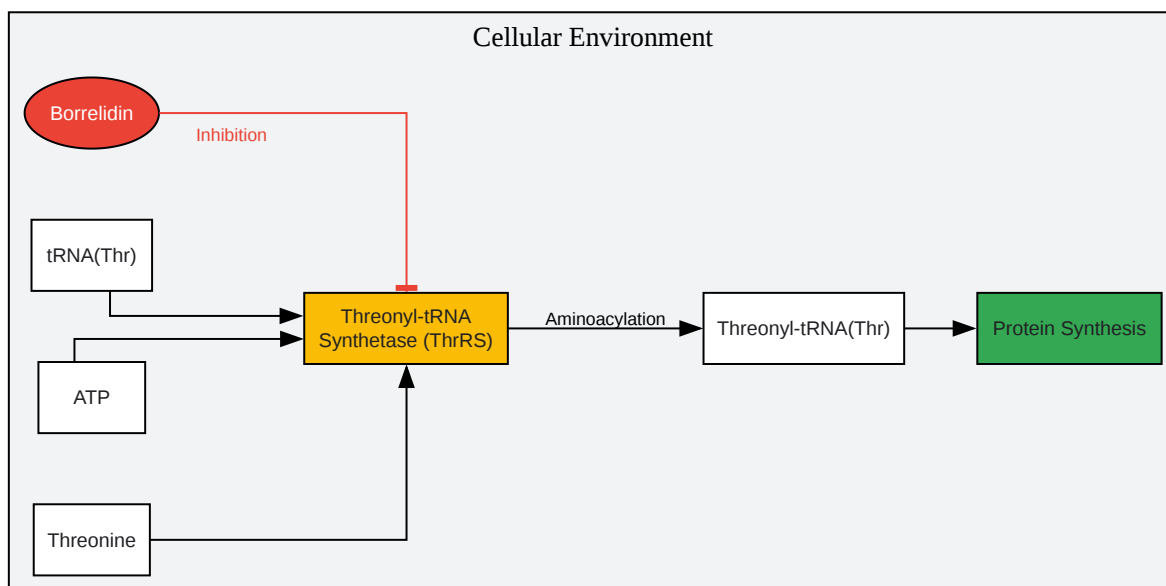 Cellular Environment
Borrelidin
Inhibition
tRNA(Thr)
Threonyl-tRNA
Synthetase (ThrRS)
Aminoacylation
Threonyl-tRNA(Thr)
Protein Synthesis
ATP
Threonine